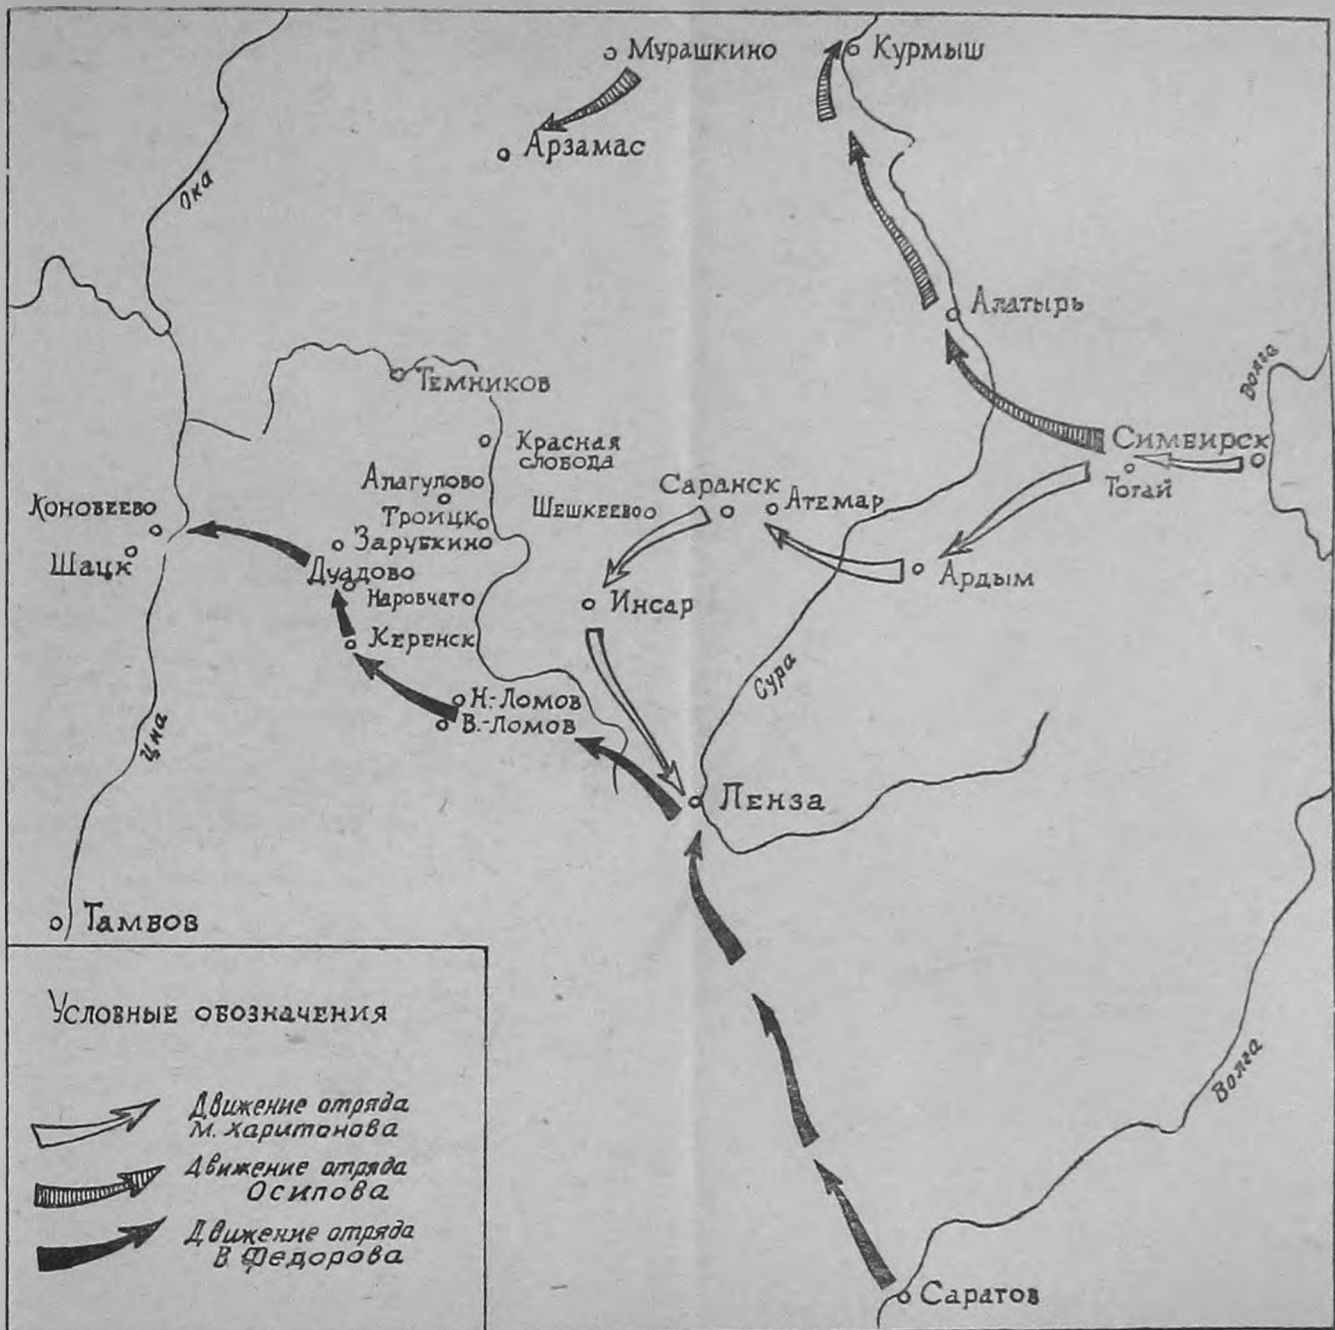 Мурашкино
Курмыш
Арзамас
Ока
Алатырь
Волга
Темников
Симбирск
Красная
слобода
Тогай
Алагулово
Саранск
Атемар
Шешкеево
Коновеево
Троицк
Зарубкино
Шацк
Дуадово
Ардым
Наровчато
Инсар
Керенск
Сура
Н.-Ломов
В.-Ломов
Цна
Пенза
Тамбов
Волга
Саратов
Условные обозначения
Движение отряда
М. Харитонова
Движение отряда
Осипова
Движение отряда
В. Федорова